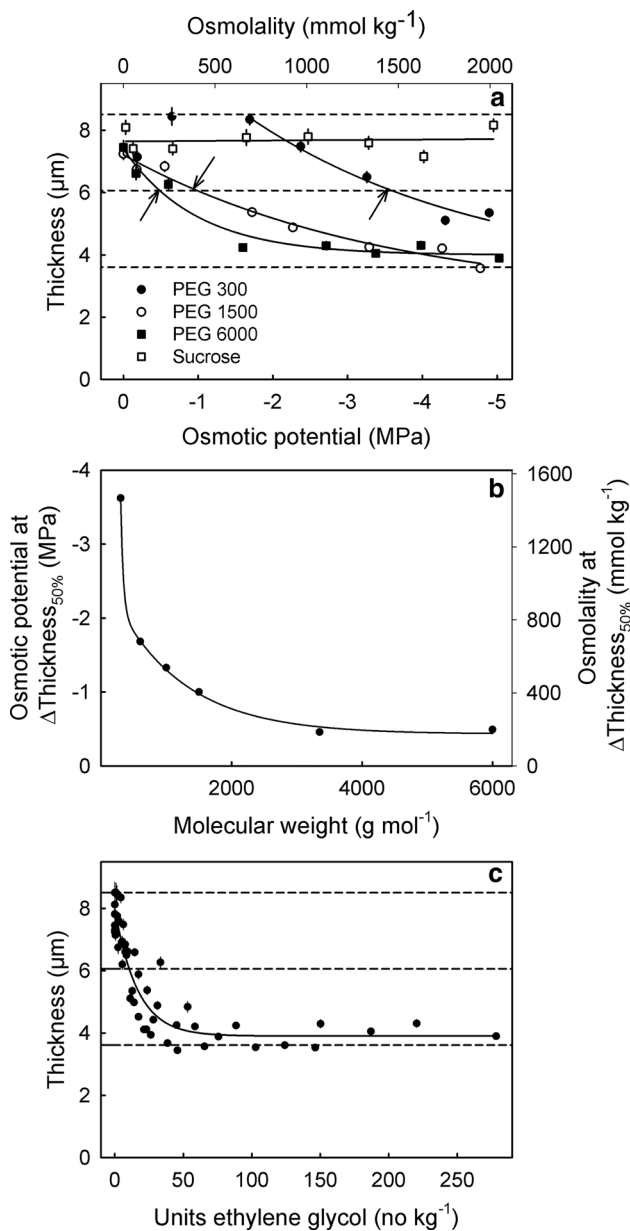 Osmolality (mmol kg-1)
0 400 800 1200 1600 2000
a
8
6
4
2
0
Thickness (µm)
PEG 300
PEG 1500
PEG 6000
Sucrose
0 -1 -2 -3 -4 -5
Osmotic potential (MPa)
b
-4
-3
-2
-1
0
Osmotic potential at
ΔThickness50% (MPa)
1600
1200
800
400
0
Osmolality at
ΔThickness50% (mmol kg-1)
2000 4000 6000
Molecular weight (g mol-1)
c
8
6
4
2
0
Thickness (µm)
0 50 100 150 200 250
Units ethylene glycol (no kg-1)